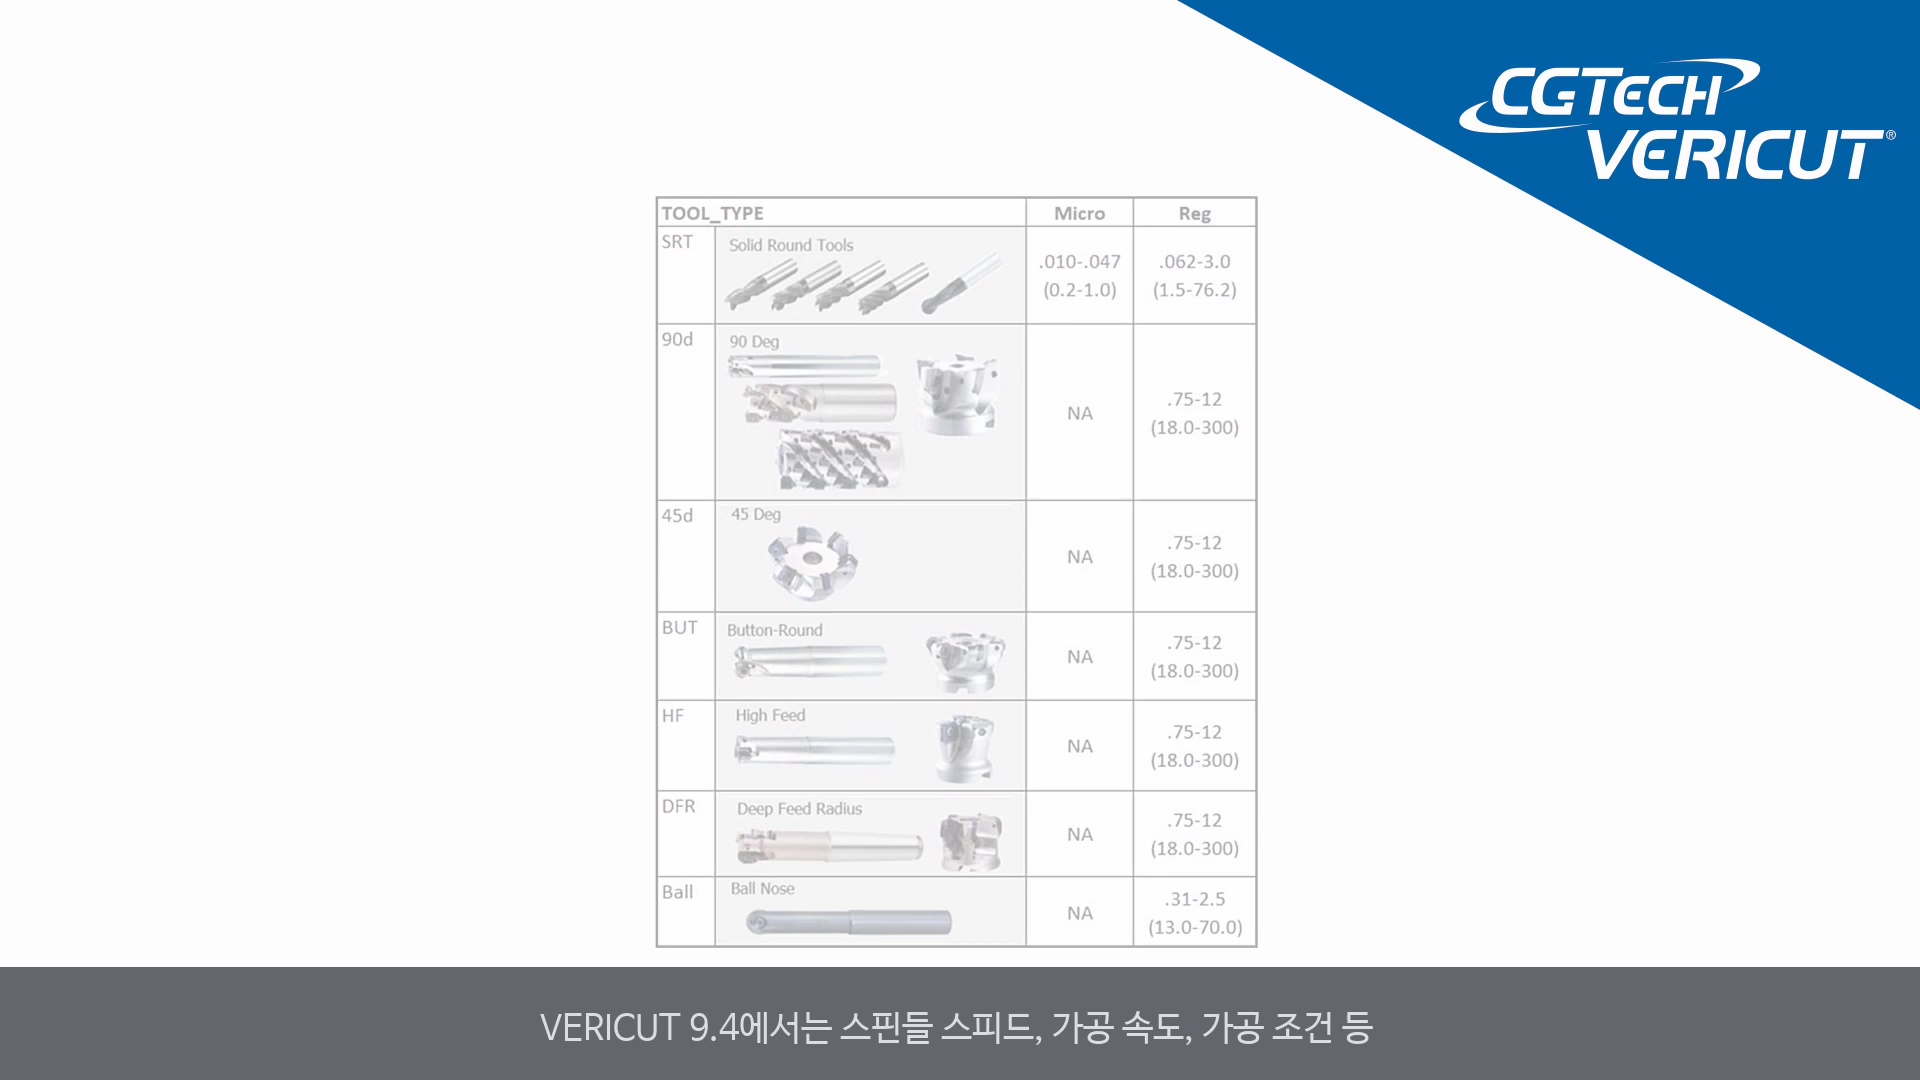 CGTECH
VERICUT®
TOOL_TYPE Micro Reg
SRT Solid Round Tools .010-.047 .062-3.0
(0.2-1.0) (1.5-76.2)
90d 90 Deg NA .75-12
(18.0-300)
45d 45 Deg NA .75-12
(18.0-300)
BUT Button-Round NA .75-12
(18.0-300)
HF High Feed NA .75-12
(18.0-300)
DFR Deep Feed Radius NA .75-12
(18.0-300)
Ball Ball Nose NA .31-2.5
(13.0-70.0)
VERICUT 9.4에서는 스핀들 스피드, 가공 속도, 가공 조건 등